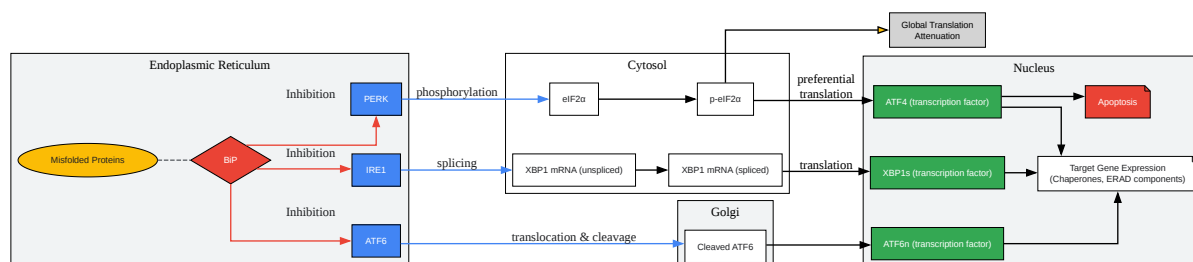 Global Translation
Attenuation
Endoplasmic Reticulum
Cytosol
Nucleus
Inhibition
PERK
phosphorylation
eIF2α
p-eIF2α
preferential
translation
ATF4 (transcription factor)
Apoptosis
Misfolded Proteins
BiP
Inhibition
IRE1
splicing
XBP1 mRNA (unspliced)
XBP1 mRNA (spliced)
translation
XBP1s (transcription factor)
Target Gene Expression
(Chaperones, ERAD components)
Inhibition
ATF6
translocation & cleavage
Golgi
Cleaved ATF6
ATF6n (transcription factor)